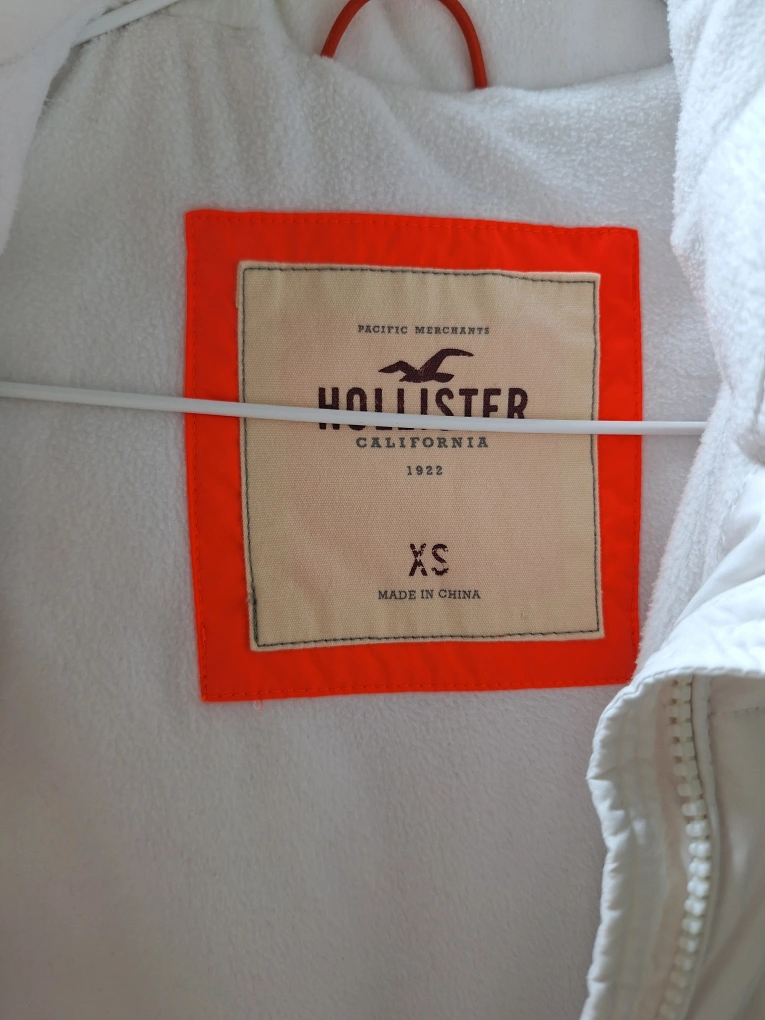 PACIFIC MERCHANTS
HOLLISTER
CALIFORNIA
1922
XS
MADE IN CHINA